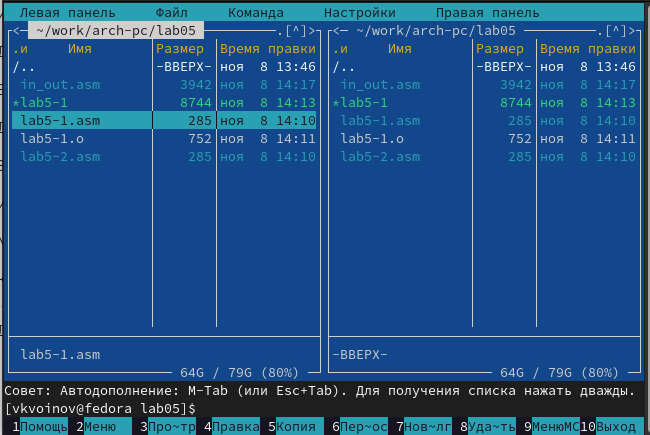 Левая панель Файл Команда Настройки Правая панель
<─ ~/work/arch-pc/lab05 ─.[^]> <─ ~/work/arch-pc/lab05 ─.[^]>
.и Имя Размер Время правки .и Имя Размер Время правки
/.. -ВВЕРХ- ноя 8 13:46 /.. -ВВЕРХ- ноя 8 13:46
in_out.asm 3942 ноя 8 14:17 in_out.asm 3942 ноя 8 14:17
*lab5-1 8744 ноя 8 14:13 *lab5-1 8744 ноя 8 14:13
lab5-1.asm 285 ноя 8 14:10 lab5-1.asm 285 ноя 8 14:10
lab5-1.o 752 ноя 8 14:11 lab5-1.o 752 ноя 8 14:11
lab5-2.asm 285 ноя 8 14:10 lab5-2.asm 285 ноя 8 14:10
lab5-1.asm -ВВЕРХ-
64G / 79G (80%) 64G / 79G (80%)
Совет: Автодополнение: M-Tab (или Esc+Tab). Для получения списка нажать дважды.
[vkvoinov@fedora lab05]$
1Помощь 2Меню 3Про~тр 4Правка 5Копия 6Пер~ос 7Нов~лг 8Уда~ть 9МенюMC 10Выход